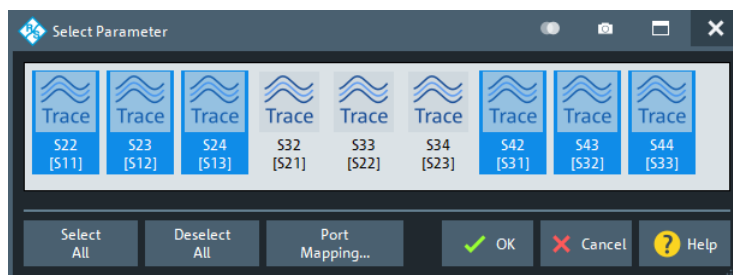 R&S Select Parameter
Trace Trace Trace Trace Trace Trace Trace Trace Trace
S22 S23 S24 S32 S33 S34 S42 S43 S44
[S11] [S12] [S13] [S21] [S22] [S23] [S31] [S32] [S33]
Select All
Deselect All
Port Mapping...
OK
Cancel
? Help